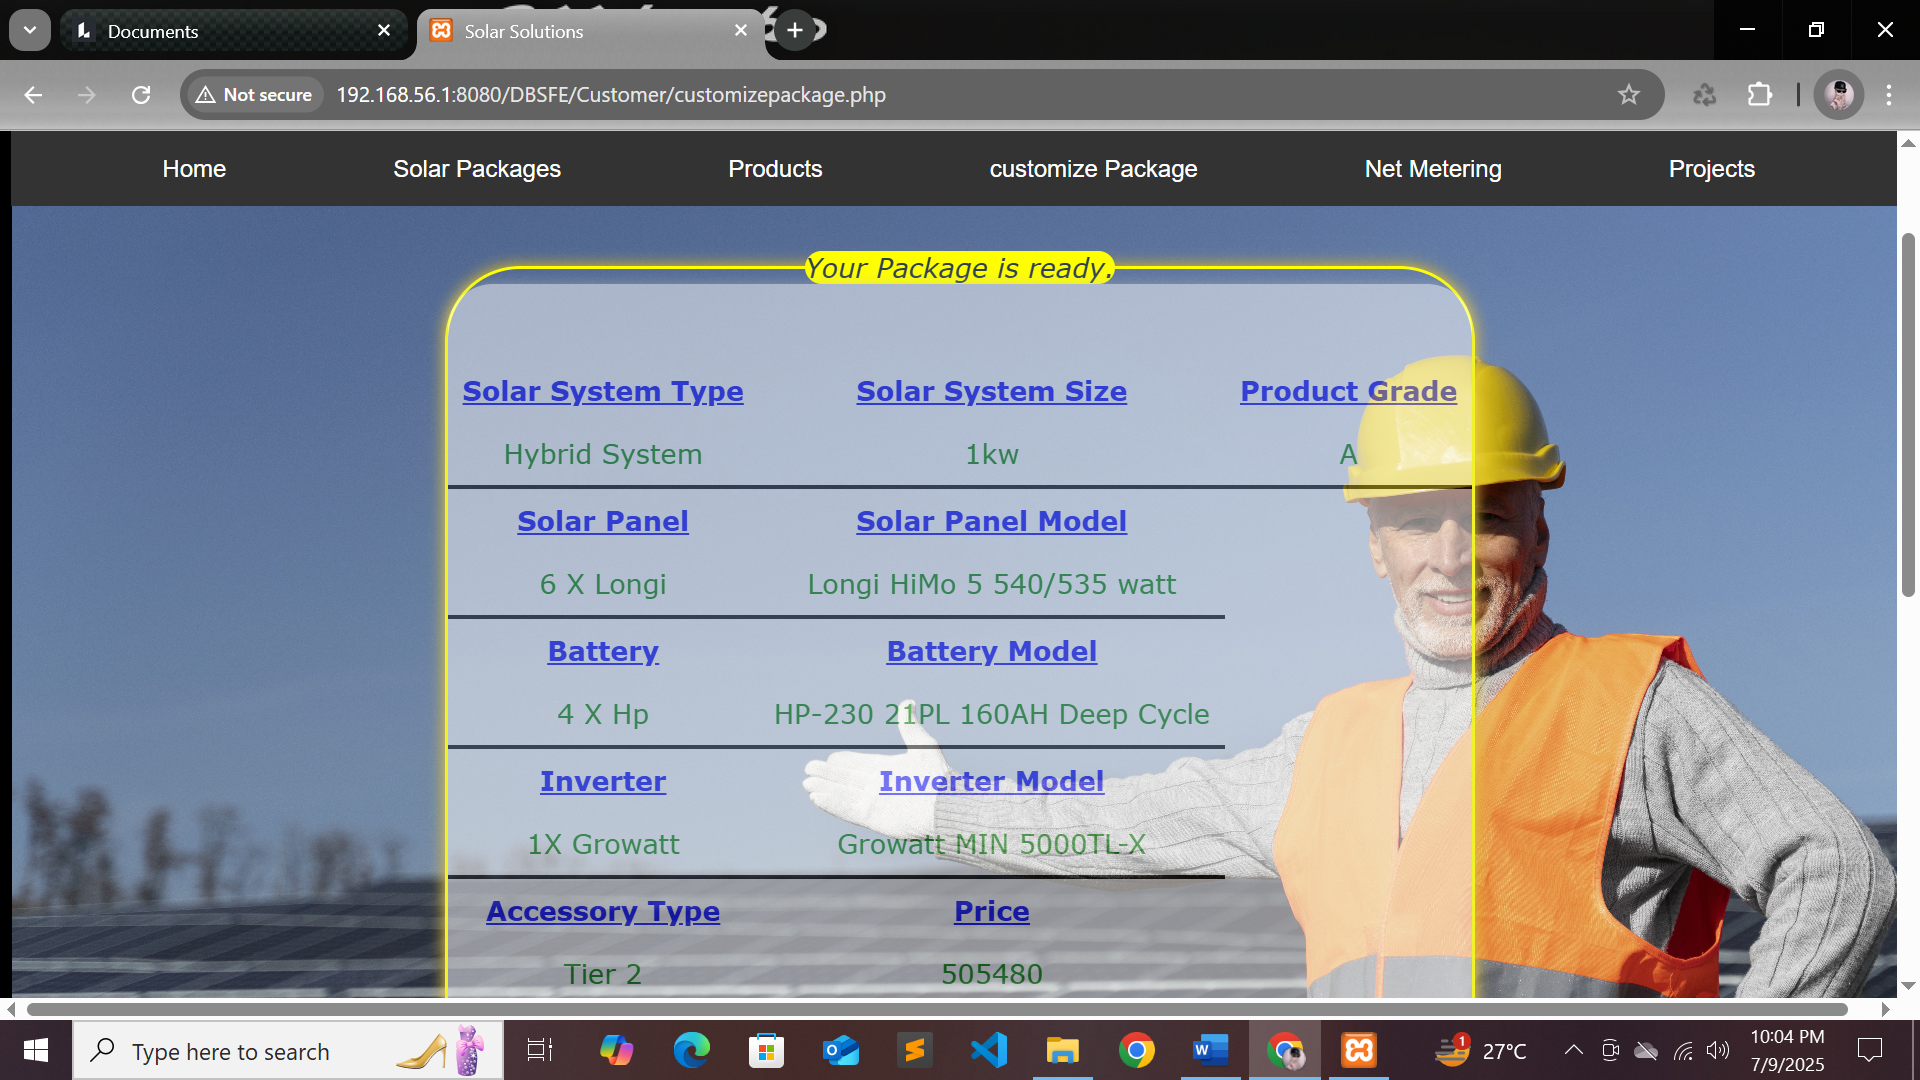 Documents
Solar Solutions
Not secure
192.168.56.1:8080/DBSFE/Customer/customizepackage.php
Home Solar Packages Products customize Package Net Metering Projects
Your Package is ready.
Solar System Type Solar System Size Product Grade
Hybrid System 1kw A
Solar Panel Solar Panel Model
6 X Longi Longi HiMo 5 540/535 watt
Battery Battery Model
4 X Hp HP-230 21PL 160AH Deep Cycle
Inverter Inverter Model
1X Growatt Growatt MIN 5000TL-X
Accessory Type Price
Tier 2 505480
Type here to search
1
27°C
10:04 PM
7/9/2025